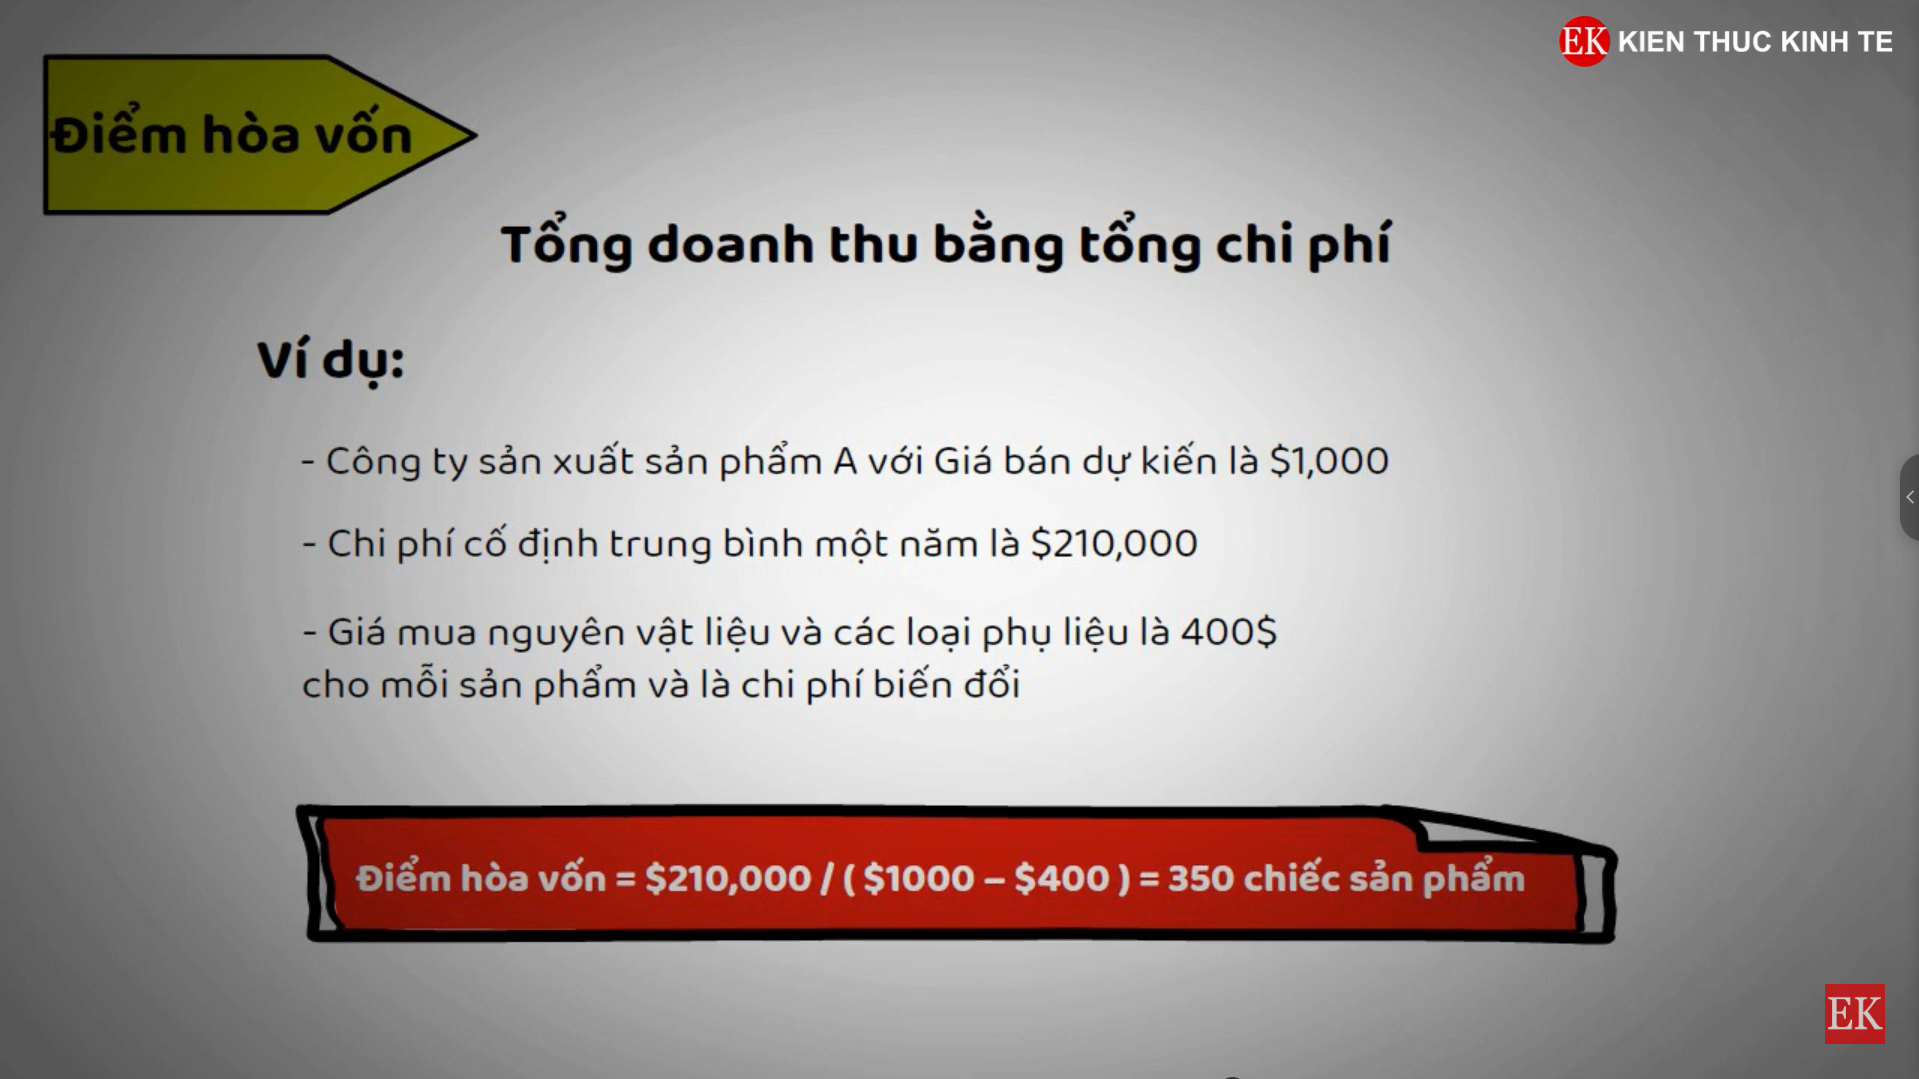 EK KIEN THUC KINH TE
Điểm hòa vốn
Tổng doanh thu bằng tổng chi phí
Ví dụ:
- Công ty sản xuất sản phẩm A với Giá bán dự kiến là $1,000
- Chi phí cố định trung bình một năm là $210,000
- Giá mua nguyên vật liệu và các loại phụ liệu là 400$
cho mỗi sản phẩm và là chi phí biến đổi
Điểm hòa vốn = $210,000 / ( $1000 – $400 ) = 350 chiếc sản phẩm
EK